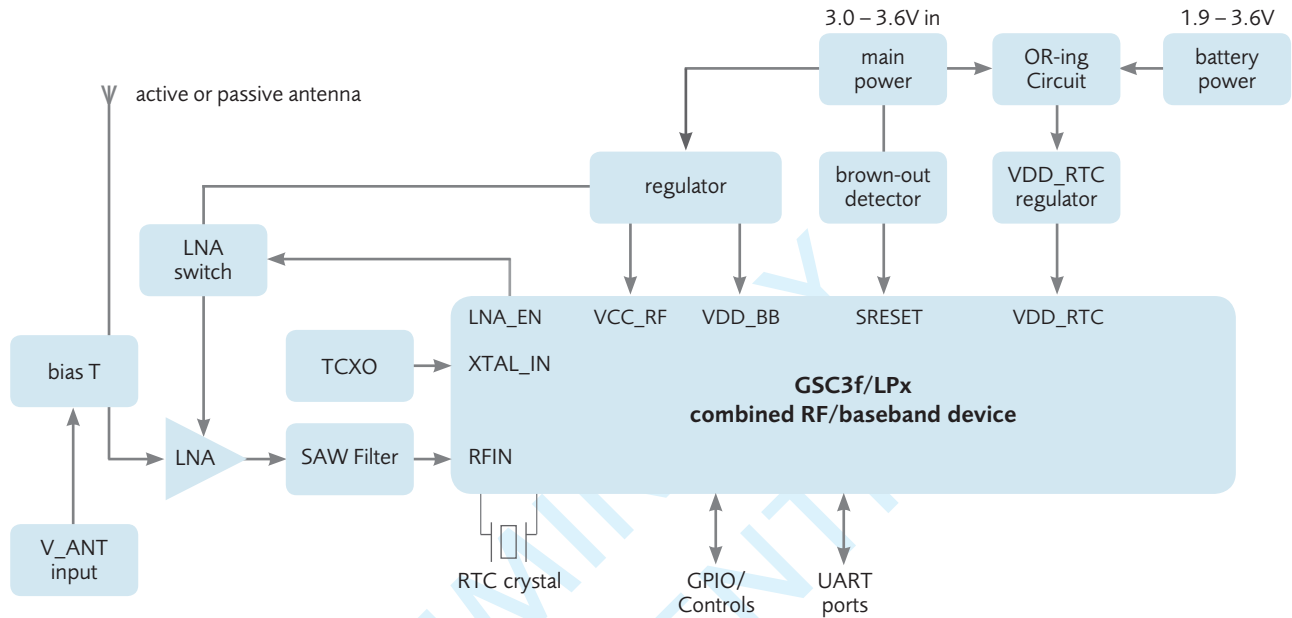 3.0 – 3.6V in
1.9 – 3.6V
main
power
OR-ing
Circuit
battery
power
active or passive antenna
regulator
brown-out
detector
VDD_RTC
regulator
LNA
switch
LNA_EN
VCC_RF
VDD_BB
SRESET
VDD_RTC
bias T
TCXO
XTAL_IN
GSC3f/LPx
combined RF/baseband device
LNA
SAW Filter
RFIN
V_ANT
input
RTC crystal
GPIO/
Controls
UART
ports